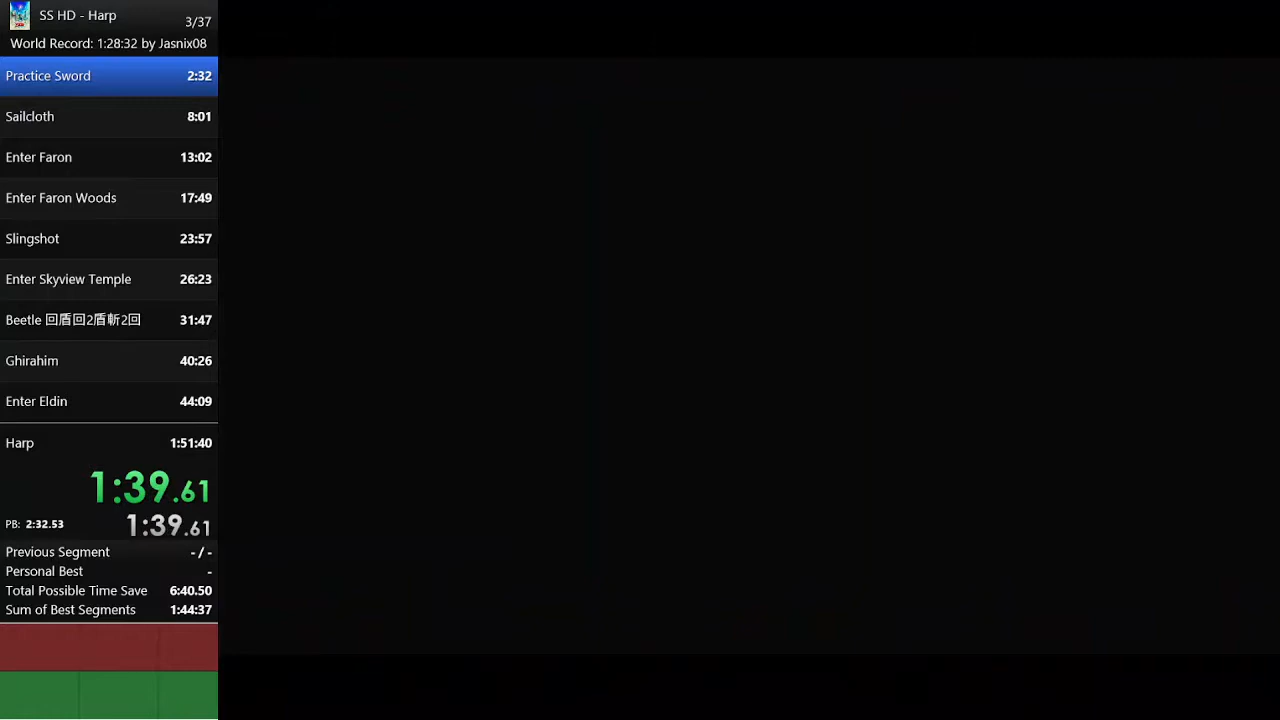 SS HD - Harp
3/37
World Record: 1:28:32 by Jasnix08
Practice Sword 2:32
Sailcloth 8:01
Enter Faron 13:02
Enter Faron Woods 17:49
Slingshot 23:57
Enter Skyview Temple 26:23
Beetle 回盾回2盾斬2回 31:47
Ghirahim 40:26
Enter Eldin 44:09
Harp 1:51:40
1:39.61
PB: 2:32.53 1:39.61
Previous Segment - / -
Personal Best -
Total Possible Time Save 6:40.50
Sum of Best Segments 1:44:37